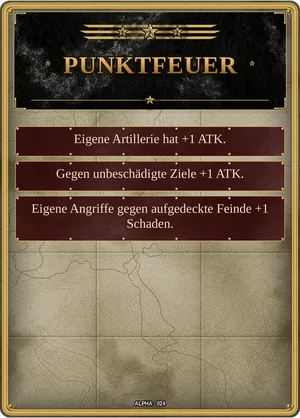 PUNKTFEUER
Eigene Artillerie hat +1 ATK.
Gegen unbeschädigte Ziele +1 ATK.
Eigene Angriffe gegen aufgedeckte Feinde +1
Schaden.
ALPHA - 024